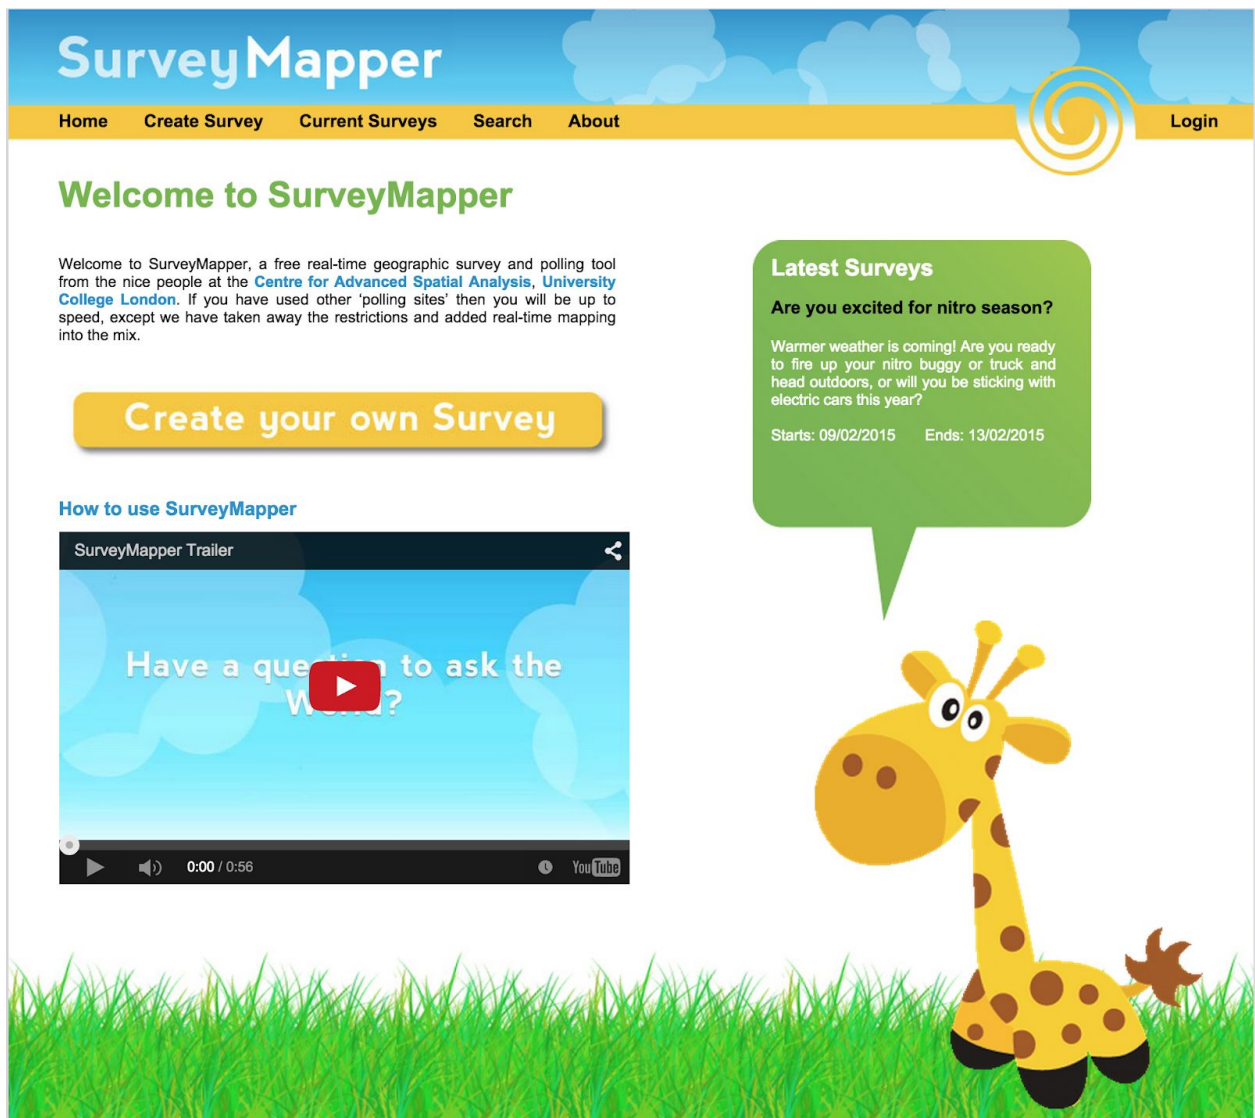 SurveyMapper
Home Create Survey Current Surveys Search About Login
Welcome to SurveyMapper
Welcome to SurveyMapper, a free real-time geographic survey and polling tool
from the nice people at the Centre for Advanced Spatial Analysis, University
College London. If you have used other ‘polling sites’ then you will be up to
speed, except we have taken away the restrictions and added real-time mapping
into the mix.
Create your own Survey
How to use SurveyMapper
SurveyMapper Trailer
Have a question to ask the
World?
0:00 / 0:56
YouTube
Latest Surveys
Are you excited for nitro season?
Warmer weather is coming! Are you ready
to fire up your nitro buggy or truck and
head outdoors, or will you be sticking with
electric cars this year?
Starts: 09/02/2015 Ends: 13/02/2015